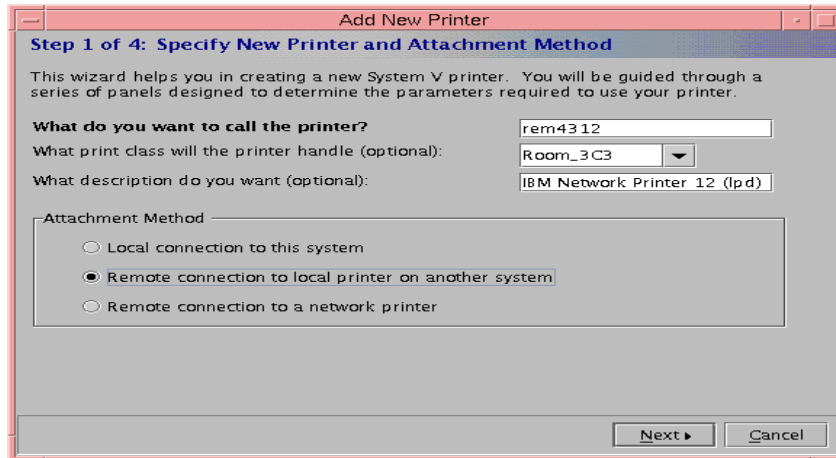 Add New Printer
Step 1 of 4: Specify New Printer and Attachment Method
This wizard helps you in creating a new System V printer. You will be guided through a
series of panels designed to determine the parameters required to use your printer.
What do you want to call the printer? rem4312
What print class will the printer handle (optional): Room_3C3
What description do you want (optional): IBM Network Printer 12 (lpd)
Attachment Method
Local connection to this system
Remote connection to local printer on another system
Remote connection to a network printer
Next Cancel